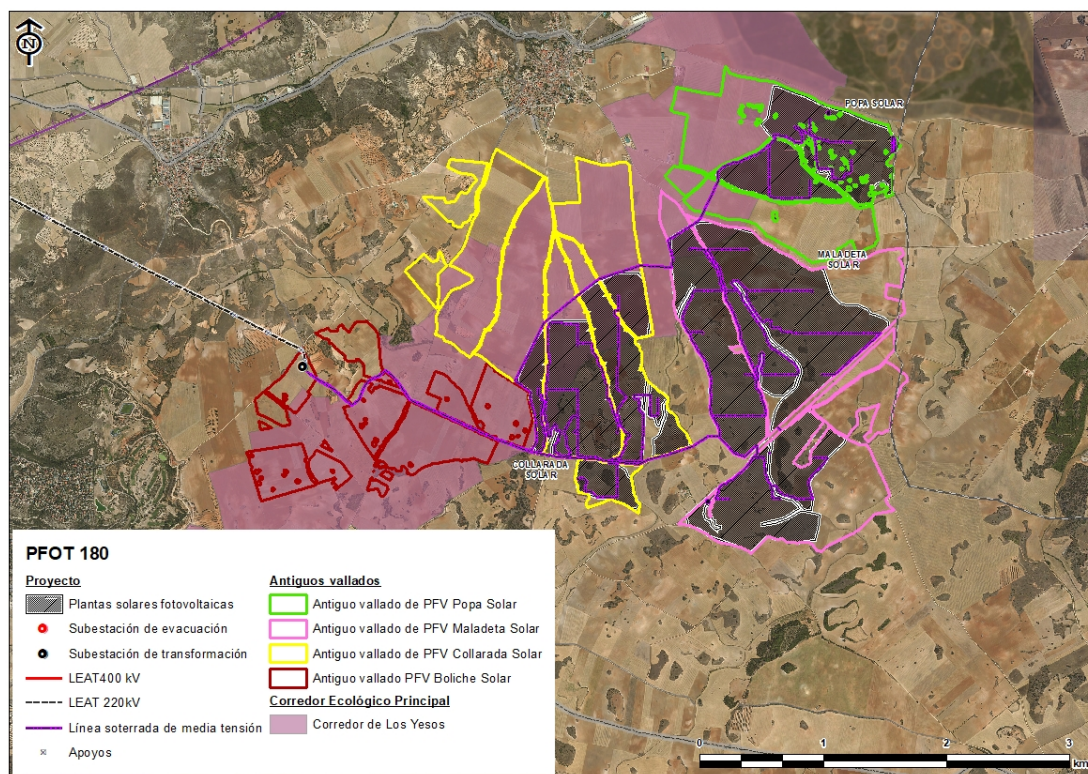 N
POPA SOLAR
MALADETA
SOLAR
COLLARADA
SOLAR
PFOT 180
Proyecto
Plantas solares fotovoltaicas
Subestación de evacuación
Subestación de transformación
LEAT400 kV
LEAT 220kV
Línea soterrada de media tensión
Apoyos
Antiguos vallados
Antiguo vallado de PFV Popa Solar
Antiguo vallado de PFV Maladeta Solar
Antiguo vallado de PFV Collarada Solar
Antiguo vallado PFV Boliche Solar
Corredor Ecológico Principal
Corredor de Los Yesos
0 1 2 3
km